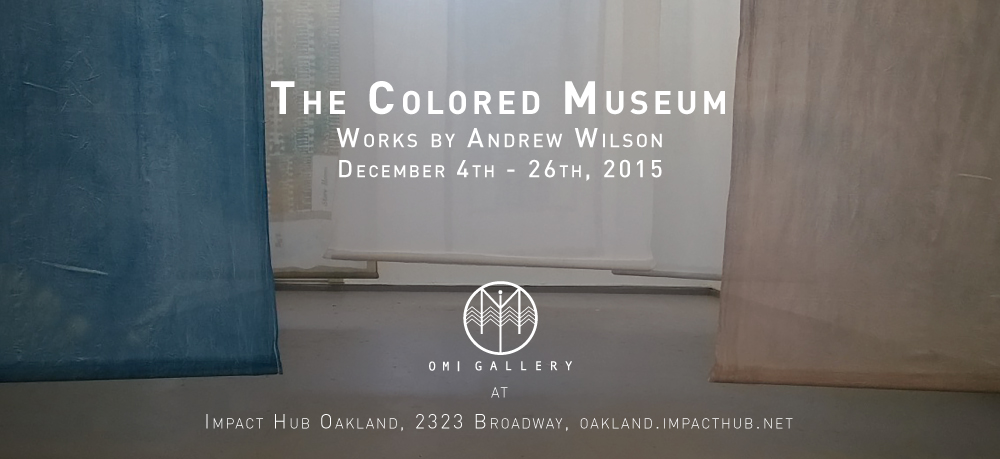 The Colored Museum
Works by Andrew Wilson
December 4th - 26th, 2015
OMI GALLERY
AT
Impact Hub Oakland, 2323 Broadway, oakland.impacthub.net